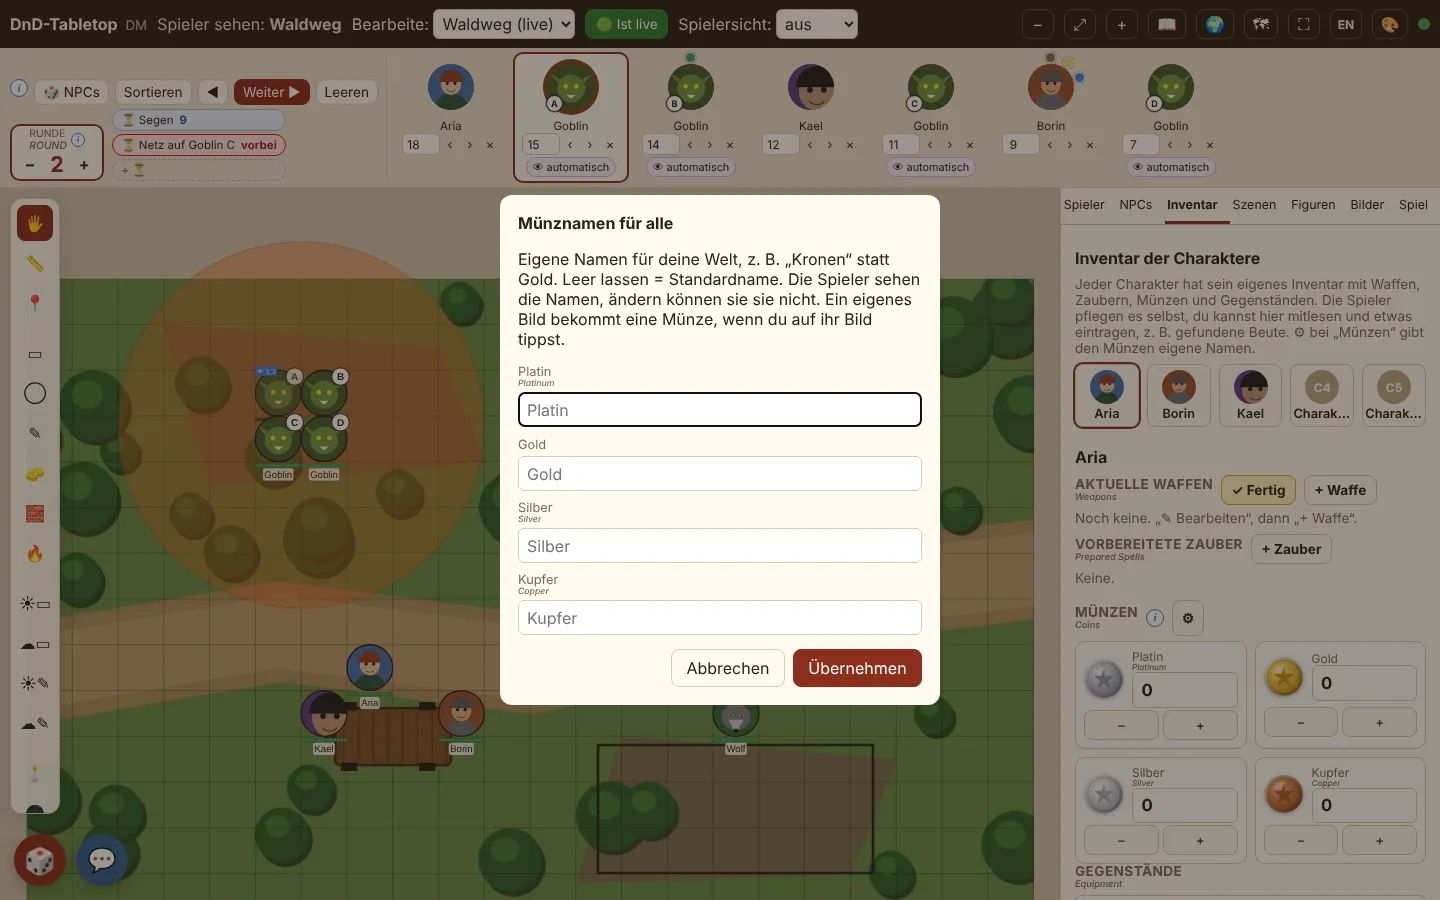 DnD-Tabletop DM Spieler sehen: Waldweg Bearbeite: Waldweg (live) Ist live Spielersicht: aus
− + EN
i NPCs Sortieren ◀ Weiter ▶ Leeren
RUNDE
ROUND i
− 2 +
Segen 9
Netz auf Goblin C vorbei
+
A B C D
Aria Goblin Goblin Kael Goblin Borin Goblin
18 ‹ › × 15 ‹ › × 14 ‹ › × 12 ‹ › × 11 ‹ › × 9 ‹ › × 7 ‹ › ×
automatisch automatisch automatisch automatisch
Münznamen für alle
Eigene Namen für deine Welt, z. B. „Kronen“ statt
Gold. Leer lassen = Standardname. Die Spieler sehen
die Namen, ändern können sie sie nicht. Ein eigenes
Bild bekommt eine Münze, wenn du auf ihr Bild
tippst.
Platin
Platinum
Platin
Gold
Gold
Silber
Silver
Silber
Kupfer
Copper
Kupfer
Abbrechen Übernehmen
A B
C D
Goblin Goblin
Aria
Kael Borin Wolf
Spieler NPCs Inventar Szenen Figuren Bilder Spiel
Inventar der Charaktere
Jeder Charakter hat sein eigenes Inventar mit Waffen,
Zaubern, Münzen und Gegenständen. Die Spieler
pflegen es selbst, du kannst hier mitlesen und etwas
eintragen, z. B. gefundene Beute. ⚙ bei „Münzen“ gibt
den Münzen eigene Namen.
C4 C5
Aria Borin Kael Charak... Charak...
Aria
AKTUELLE WAFFEN
Weapons
✓ Fertig + Waffe
Noch keine. „✎ Bearbeiten“, dann „+ Waffe“.
VORBEREITETE ZAUBER
Prepared Spells
+ Zauber
Keine.
MÜNZEN
Coins
i ⚙
Platin
Platinum
0
− +
Gold
0
− +
Silber
Silver
0
− +
Kupfer
Copper
0
− +
GEGENSTÄNDE
Equipment